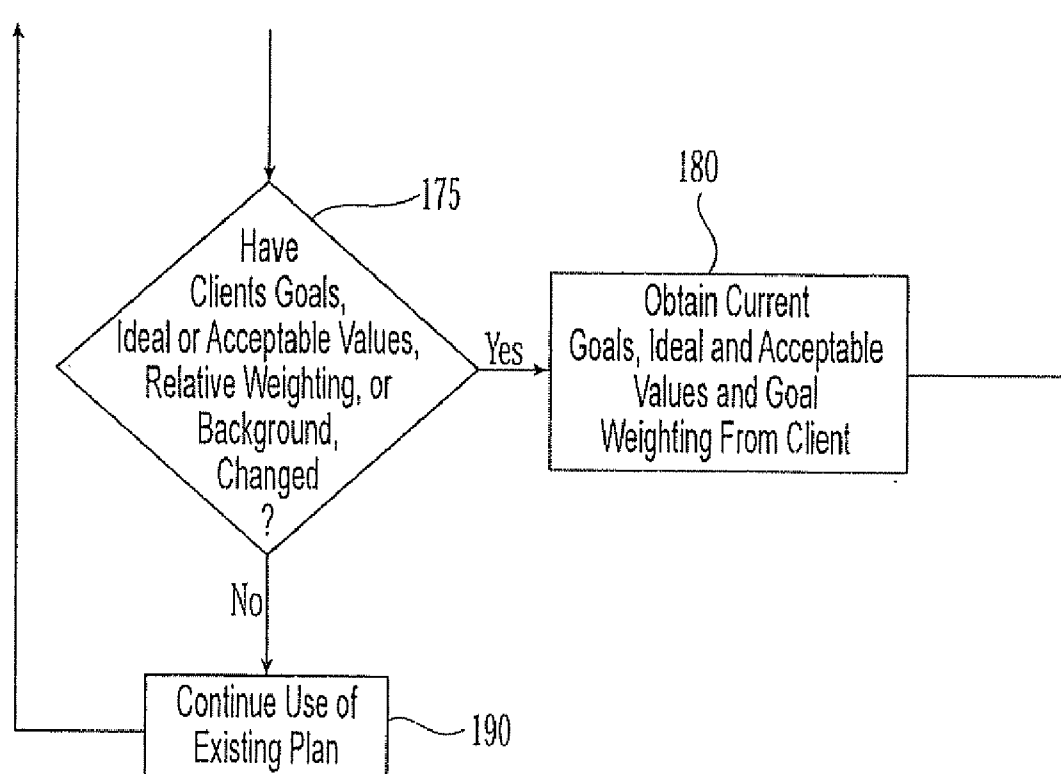 175
Have
Clients Goals,
Ideal or Acceptable Values,
Relative Weighting, or
Background,
Changed
?
Yes
180
Obtain Current
Goals, Ideal and Acceptable
Values and Goal
Weighting From Client
No
Continue Use of
Existing Plan
190